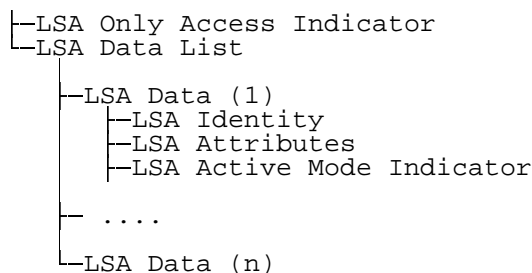 LSA Only Access Indicator
LSA Data List
LSA Data (1)
LSA Identity
LSA Attributes
LSA Active Mode Indicator
....
LSA Data (n)